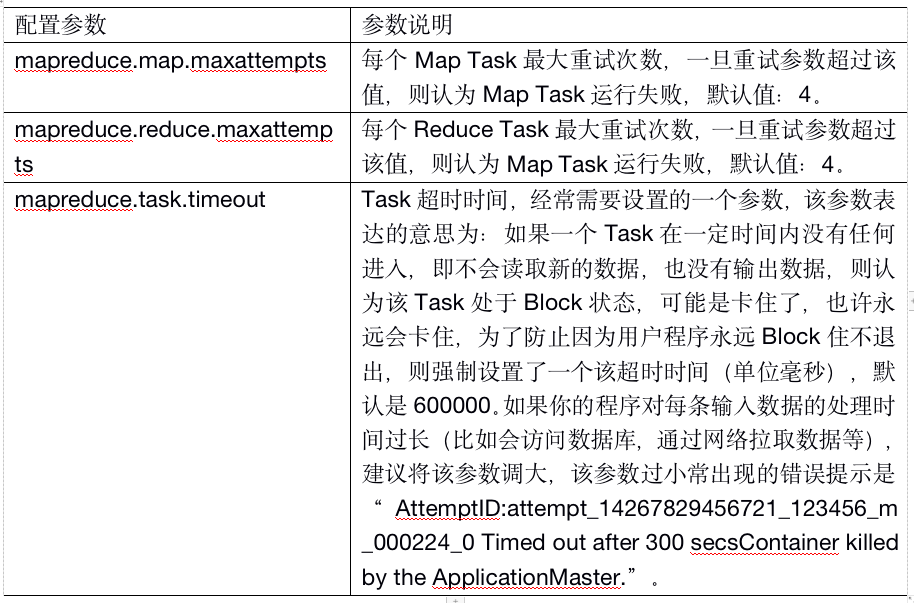 配置参数
参数说明
mapreduce.map.maxattempts
每个 Map Task 最大重试次数，一旦重试参数超过该
值，则认为 Map Task 运行失败，默认值：4。
mapreduce.reduce.maxattemp
ts
每个 Reduce Task 最大重试次数，一旦重试参数超过
该值，则认为 Map Task 运行失败，默认值：4。
mapreduce.task.timeout
Task 超时时间，经常需要设置的一个参数，该参数表
达的意思为：如果一个 Task 在一定时间内没有任何
进入，即不会读取新的数据，也没有输出数据，则认
为该 Task 处于 Block 状态，可能是卡住了，也许永
远会卡住，为了防止因为用户程序永远 Block 住不退
出，则强制设置了一个该超时时间（单位毫秒），默
认是 600000。如果你的程序对每条输入数据的处理时
间过长（比如会访问数据库，通过网络拉取数据等），
建议将该参数调大，该参数过小常出现的错误提示是
“ AttemptID:attempt_14267829456721_123456_m
_000224_0 Timed out after 300 secsContainer killed
by the ApplicationMaster.”。